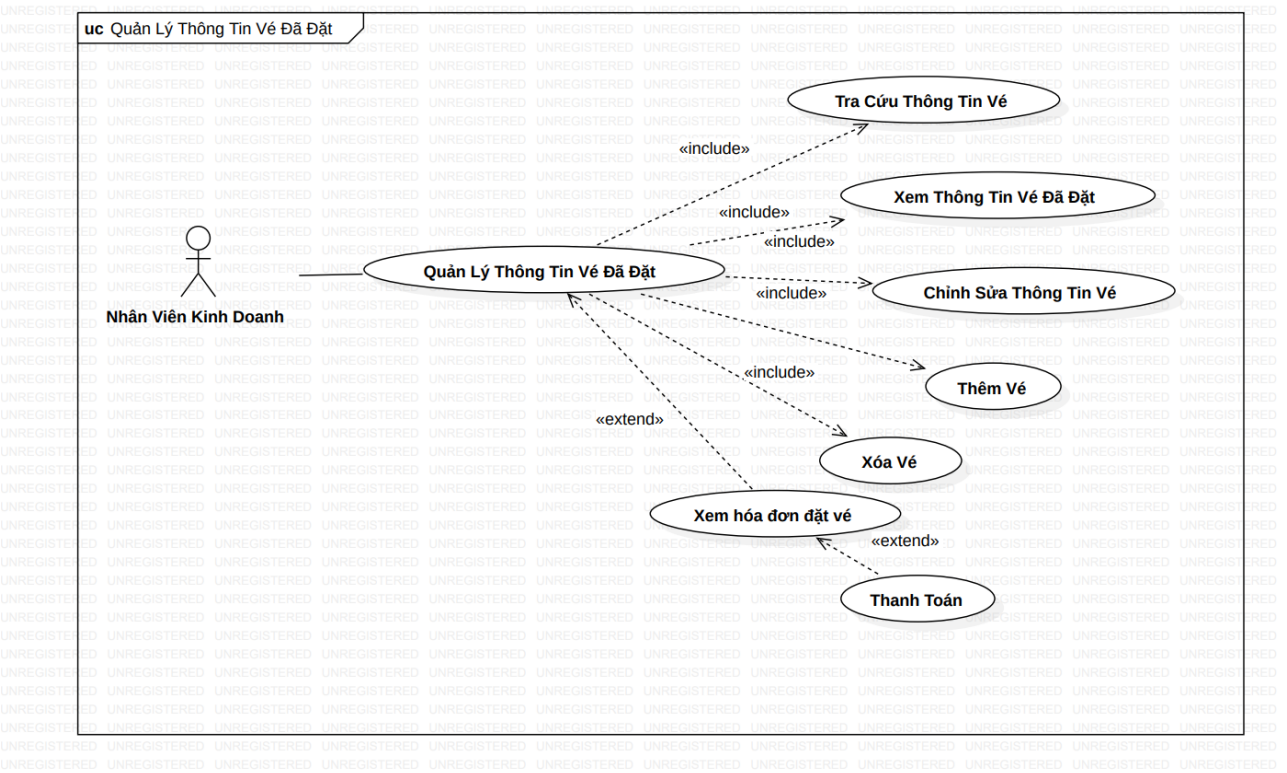 uc Quản Lý Thông Tin Vé Đã Đặt
Tra Cứu Thông Tin Vé
«include»
Xem Thông Tin Vé Đã Đặt
«include»
«include»
Quản Lý Thông Tin Vé Đã Đặt
«include»
Chỉnh Sửa Thông Tin Vé
Nhân Viên Kinh Doanh
«include»
Thêm Vé
«extend»
Xóa Vé
Xem hóa đơn đặt vé
«extend»
Thanh Toán
UNREGISTERED